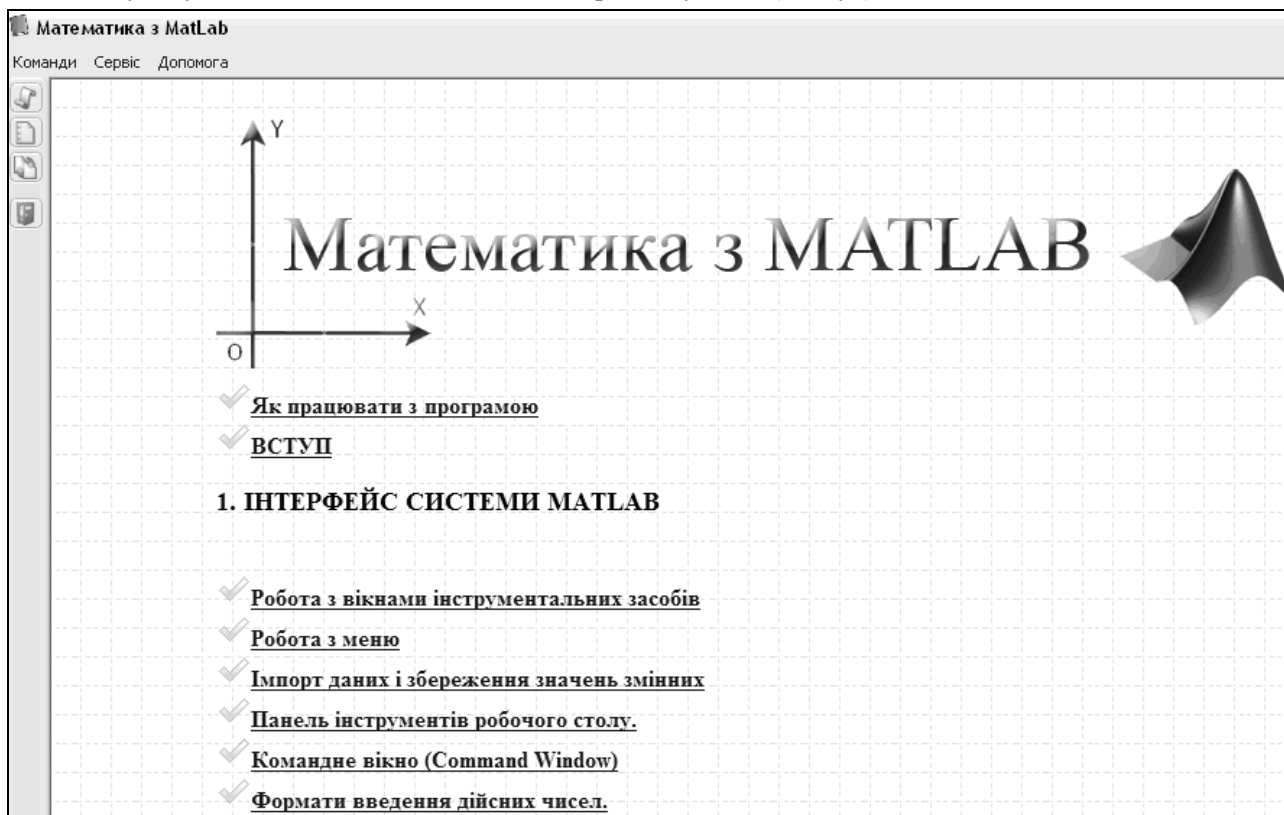 Математика з MatLab
Команди Сервіс Допомога
Y
Математика з MATLAB
X
O
Як працювати з програмою
ВСТУП
1. ІНТЕРФЕЙС СИСТЕМИ MATLAB
Робота з вікнами інструментальних засобів
Робота з меню
Імпорт даних і збереження значень змінних
Панель інструментів робочого столу.
Командне вікно (Command Window)
Формати введення дійсних чисел.